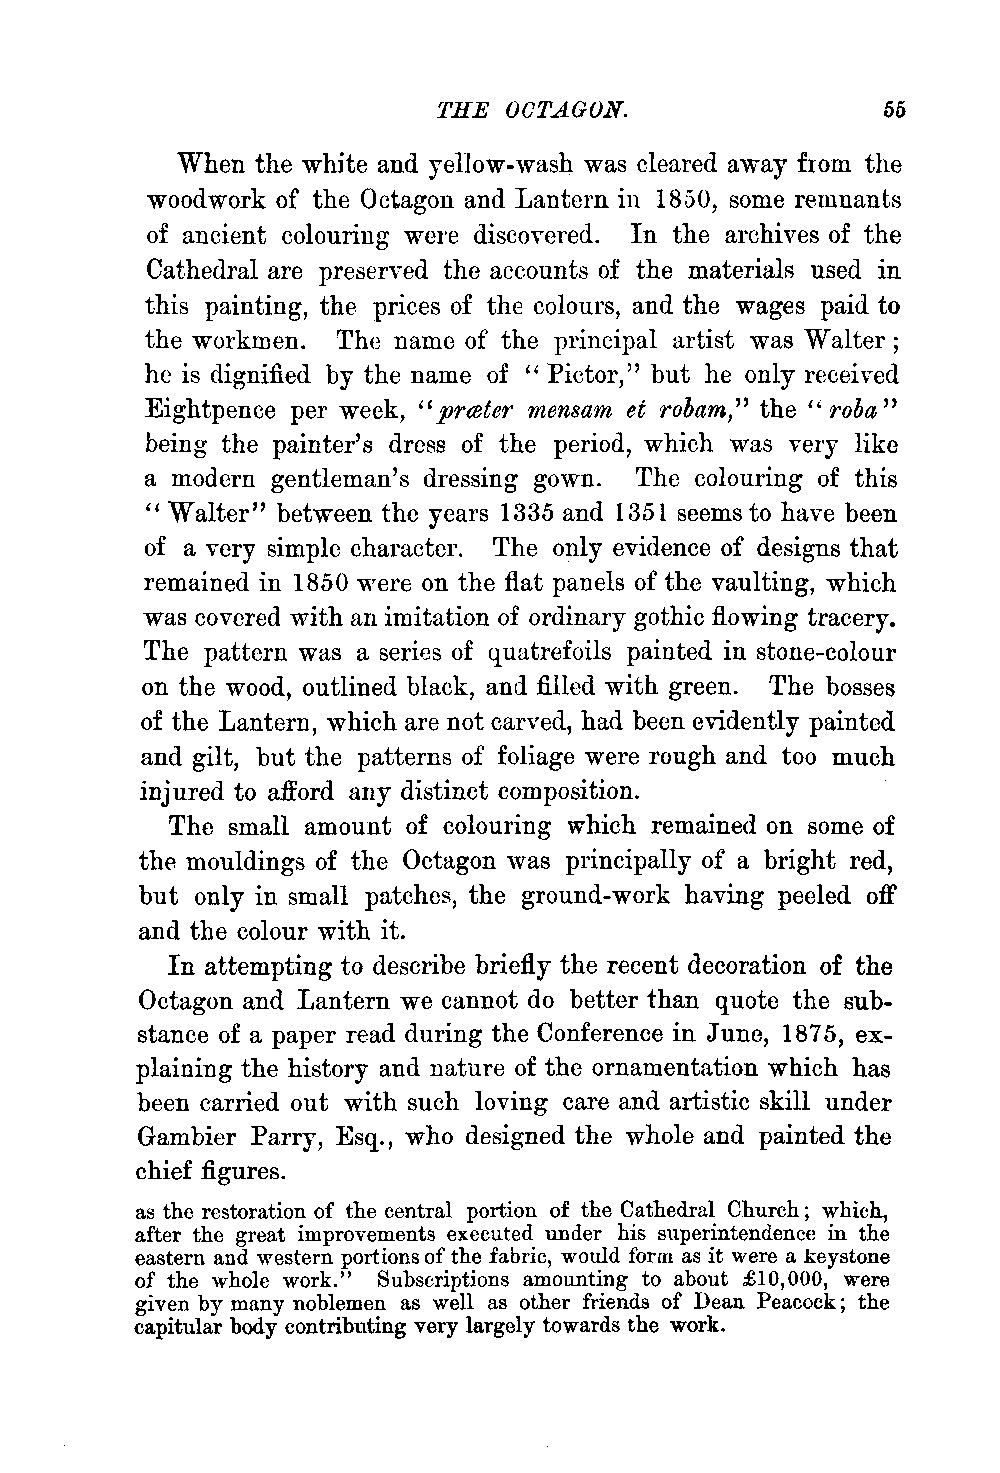 THE OCTAGON. 55
When the white and yellow-wash was cleared away from the
woodwork of the Octagon and Lantern in 1850, some remnants
of ancient colouring were discovered. In the archives of the
Cathedral are preserved the accounts of the materials used in
this painting, the prices of the colours, and the wages paid to
the workmen. The name of the principal artist was Walter;
he is dignified by the name of "Pictor," but he only received
Eightpence per week, "præter mensam et robam," the "roba"
being the painter's dress of the period, which was very like
a modern gentleman's dressing gown. The colouring of this
"Walter" between the years 1335 and 1351 seems to have been
of a very simple character. The only evidence of designs that
remained in 1850 were on the flat panels of the vaulting, which
was covered with an imitation of ordinary gothic flowing tracery.
The pattern was a series of quatrefoils painted in stone-colour
on the wood, outlined black, and filled with green. The bosses
of the Lantern, which are not carved, had been evidently painted
and gilt, but the patterns of foliage were rough and too much
injured to afford any distinct composition.
The small amount of colouring which remained on some of
the mouldings of the Octagon was principally of a bright red,
but only in small patches, the ground-work having peeled off
and the colour with it.
In attempting to describe briefly the recent decoration of the
Octagon and Lantern we cannot do better than quote the sub-
stance of a paper read during the Conference in June, 1875, ex-
plaining the history and nature of the ornamentation which has
been carried out with such loving care and artistic skill under
Gambier Parry, Esq., who designed the whole and painted the
chief figures.
as the restoration of the central portion of the Cathedral Church; which,
after the great improvements executed under his superintendence in the
eastern and western portions of the fabric, would form as it were a keystone
of the whole work." Subscriptions amounting to about £10,000, were
given by many noblemen as well as other friends of Dean Peacock; the
capitular body contributing very largely towards the work.